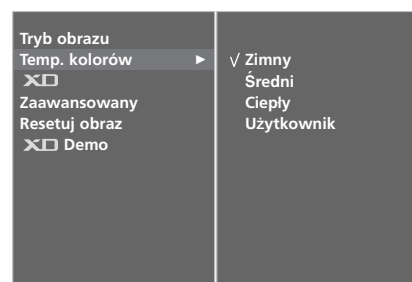 Tryb obrazu
Temp. kolorów ►
XD
Zaawansowany
Resetuj obraz
XD Demo
√ Zimny
Średni
Ciepły
Użytkownik